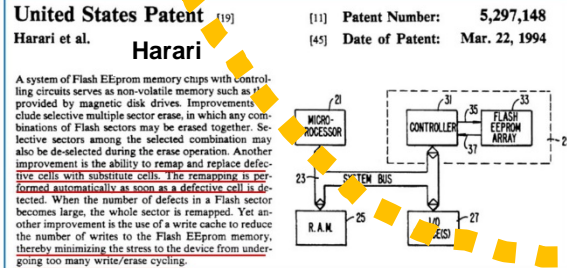 United States Patent [19]
Harari et al.
Harari
[11] Patent Number: 5,297,148
[45] Date of Patent: Mar. 22, 1994
A system of Flash EEprom memory chips with control-
ling circuits serves as non-volatile memory such as
provided by magnetic disk drives. Improvements
clude selective multiple sector erase, in which any com-
binations of Flash sectors may be erased together. Se-
lective sectors among the selected combination may
also be de-selected during the erase operation. Another
improvement is the ability to remap and replace defec-
tive cells with substitute cells. The remapping is per-
formed automatically as soon as a defective cell is de-
tected. When the number of defects in a Flash sector
becomes large, the whole sector is remapped. Yet an-
other improvement is the use of a write cache to reduce
the number of writes to the Flash EEprom memory,
thereby minimizing the stress to the device from under-
going too many write/erase cycling.
21
31
33
MICRO-
PROCESSOR
CONTROLLER
35
37
FLASH
EEPROM
ARRAY
23
SYSTEM BUS
R.A.M.
25
I/O
27